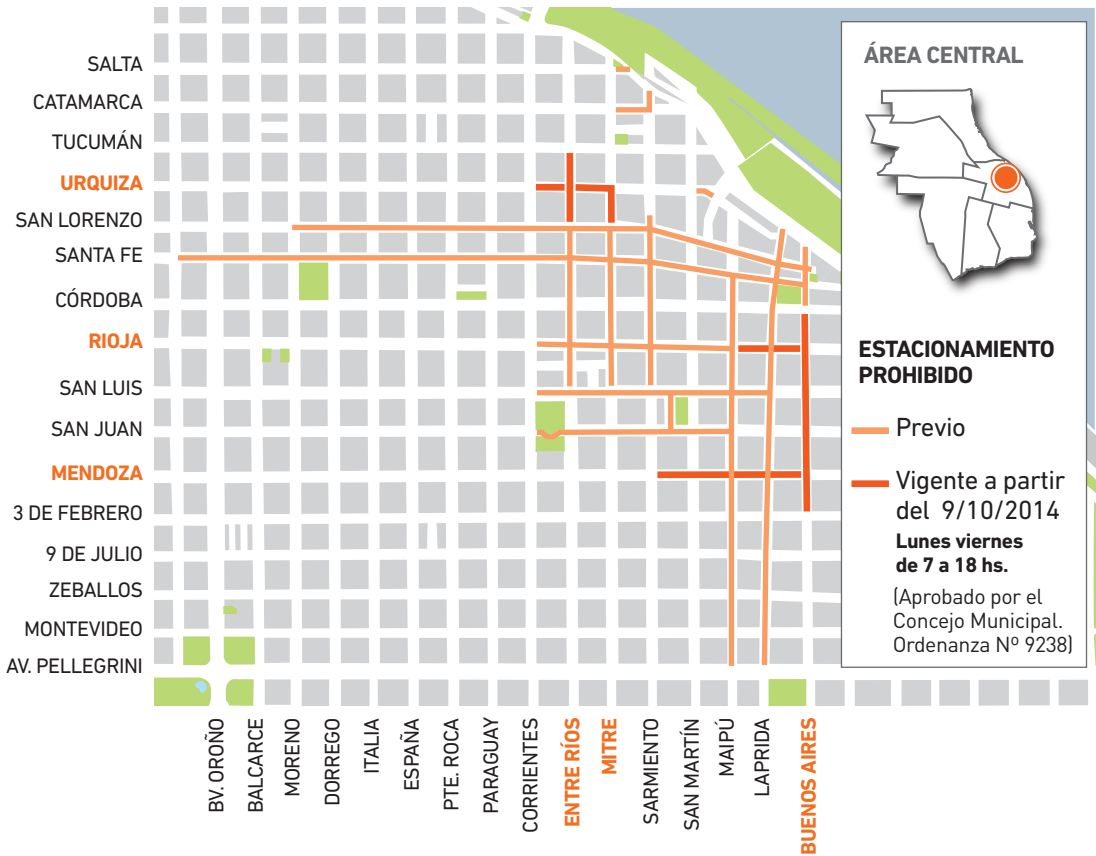 SALTA
CATAMARCA
TUCUMÁN
URQUIZA
SAN LORENZO
SANTA FE
CÓRDOBA
RIOJA
SAN LUIS
SAN JUAN
MENDOZA
3 DE FEBRERO
9 DE JULIO
ZEBALLOS
MONTEVIDEO
AV. PELLEGRINI
BV. OROÑO
BALCARCE
MORENO
DORREGO
ITALIA
ESPAÑA
PTE. ROCA
PARAGUAY
CORRIENTES
ENTRE RÍOS
MITRE
SARMIENTO
SAN MARTÍN
MAIPÚ
LAPRIDA
BUENOS AIRES
ÁREA CENTRAL
ESTACIONAMIENTO
PROHIBIDO
Previo
Vigente a partir
del 9/10/2014
Lunes viernes
de 7 a 18 hs.
(Aprobado por el
Concejo Municipal.
Ordenanza Nº 9238)